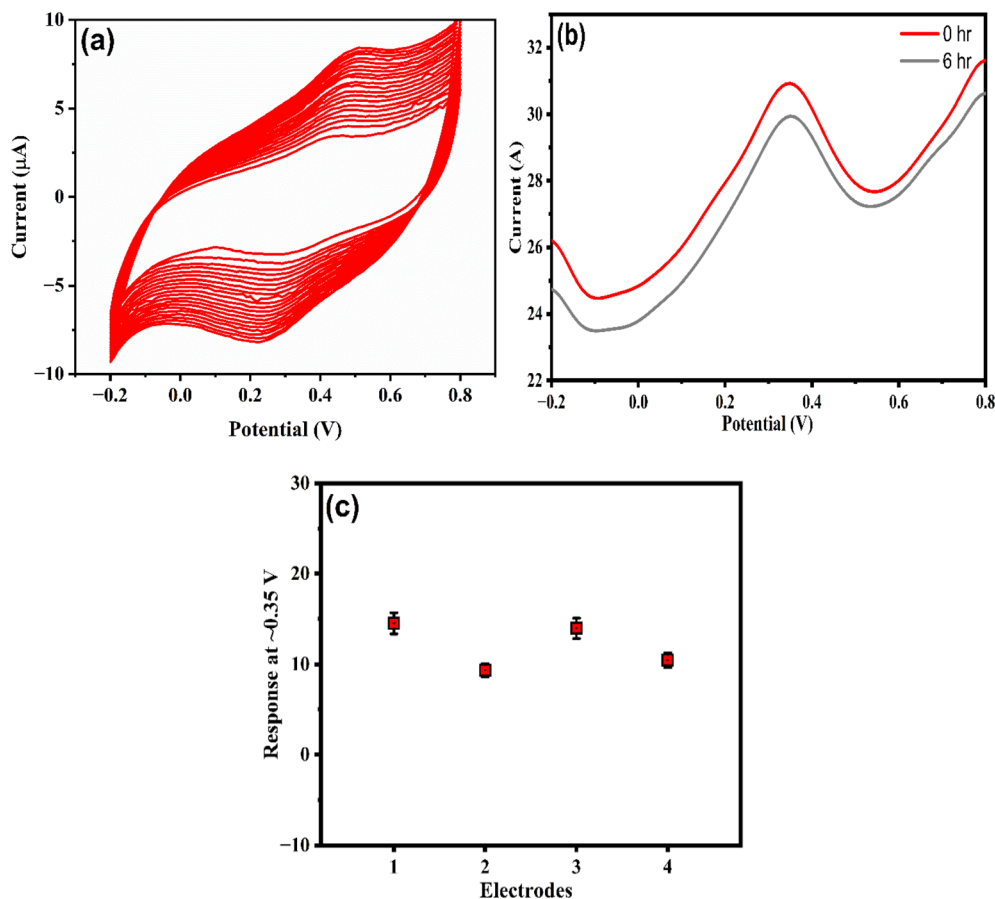 (a)
10
5
0
−5
−10
Current (µA)
−0.2 0.0 0.2 0.4 0.6 0.8
Potential (V)
(b)
0 hr
6 hr
32
30
28
26
24
22
Current (A)
−0.2 0.0 0.2 0.4 0.6 0.8
Potential (V)
(c)
30
20
10
0
−10
Response at ~0.35 V
1 2 3 4
Electrodes